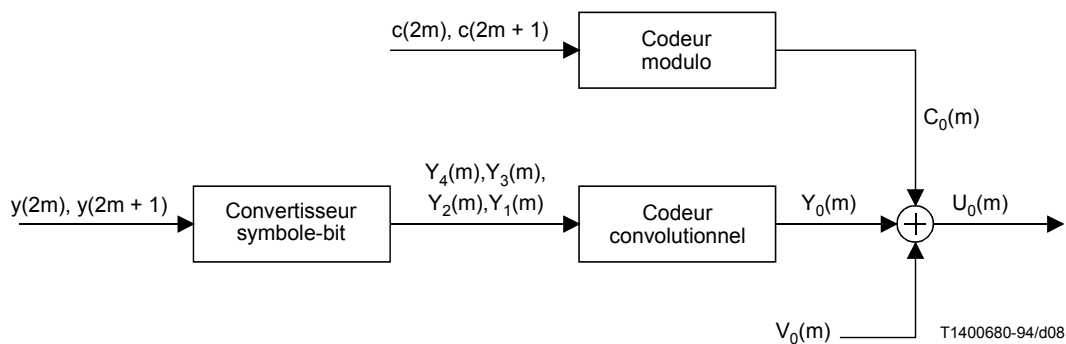 c(2m), c(2m + 1)
Codeur
modulo
C₀(m)
y(2m), y(2m + 1)
Convertisseur
symbole-bit
Y₄(m),Y₃(m),
Y₂(m),Y₁(m)
Codeur
convolutionnel
Y₀(m)
+
U₀(m)
V₀(m)
T1400680-94/d08